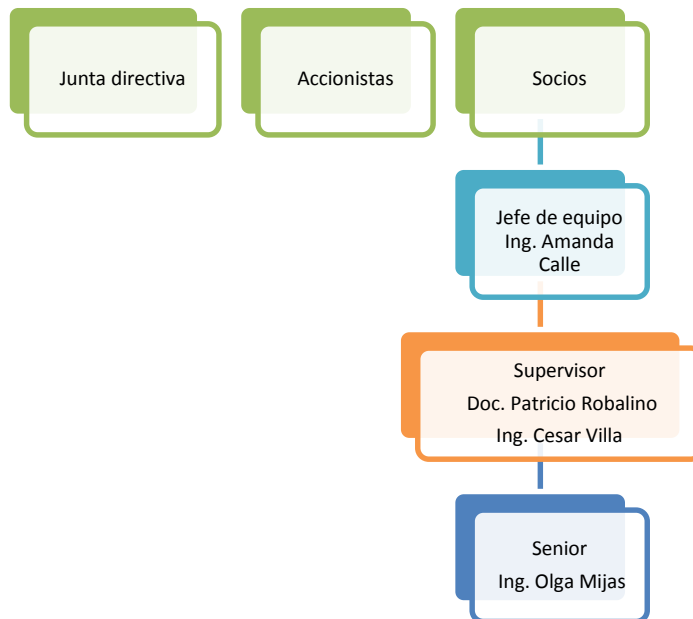 Junta directiva
Accionistas
Socios
Jefe de equipo
Ing. Amanda
Calle
Supervisor
Doc. Patricio Robalino
Ing. Cesar Villa
Senior
Ing. Olga Mijas